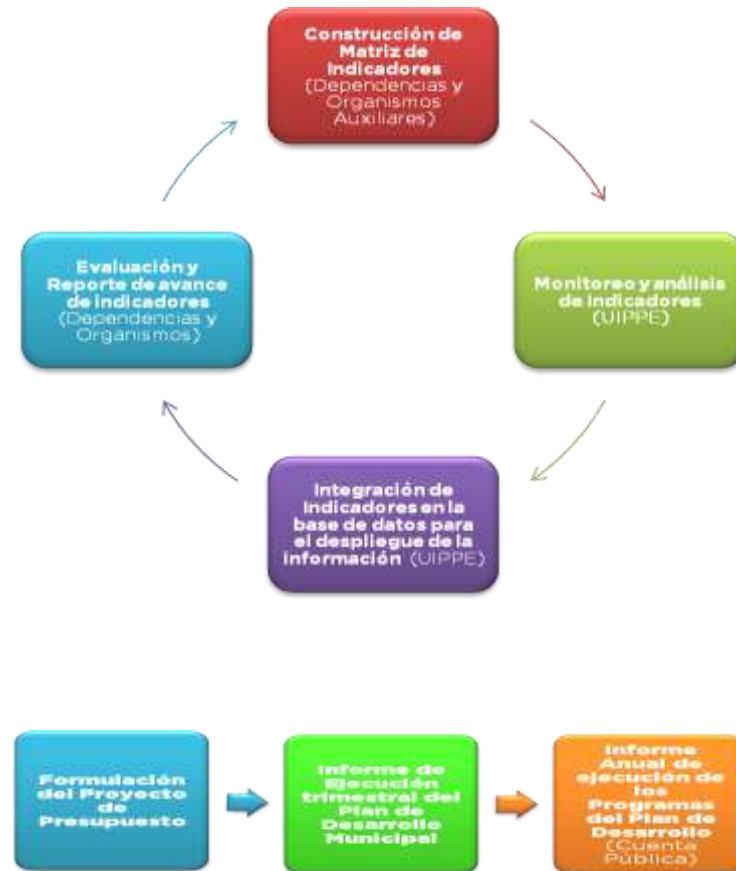 Construcción de
Matriz de
Indicadores
(Dependencias y
Organismos
Auxiliares)
Evaluación y
Reporte de avance
de indicadores
(Dependencias y
Organismos)
Monitoreo y análisis
de Indicadores
(UIPPE)
Integración de
Indicadores en la
base de datos para
el despliegue de la
información (UIPPE)
Formulación
del Proyecto
de
Presupuesto
Informe de
Ejecución
trimestral del
Plan de
Desarrollo
Municipal
Informe
Anual de
ejecución de
los
Programas
del Plan de
Desarrollo
(Cuenta
Pública)